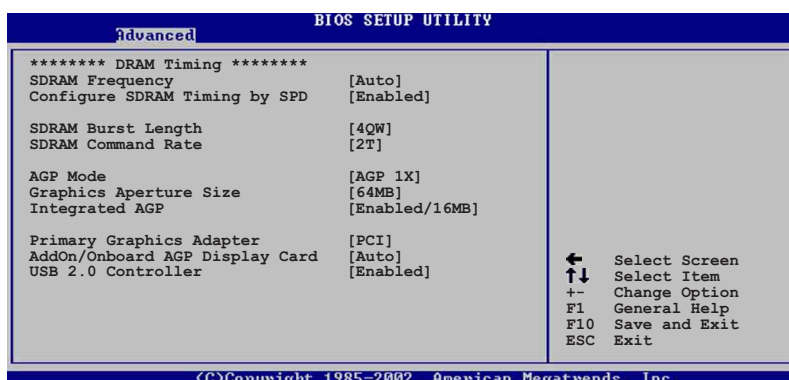 BIOS SETUP UTILITY
Advanced
******** DRAM Timing ********
SDRAM Frequency [Auto]
Configure SDRAM Timing by SPD [Enabled]
SDRAM Burst Length [4QW]
SDRAM Command Rate [2T]
AGP Mode [AGP 1X]
Graphics Aperture Size [64MB]
Integrated AGP [Enabled/16MB]
Primary Graphics Adapter [PCI]
AddOn/Onboard AGP Display Card [Auto]
USB 2.0 Controller [Enabled]
← Select Screen
↑↓ Select Item
+- Change Option
F1 General Help
F10 Save and Exit
ESC Exit
(C)Copyright 1985-2002, American Megatrends, Inc.